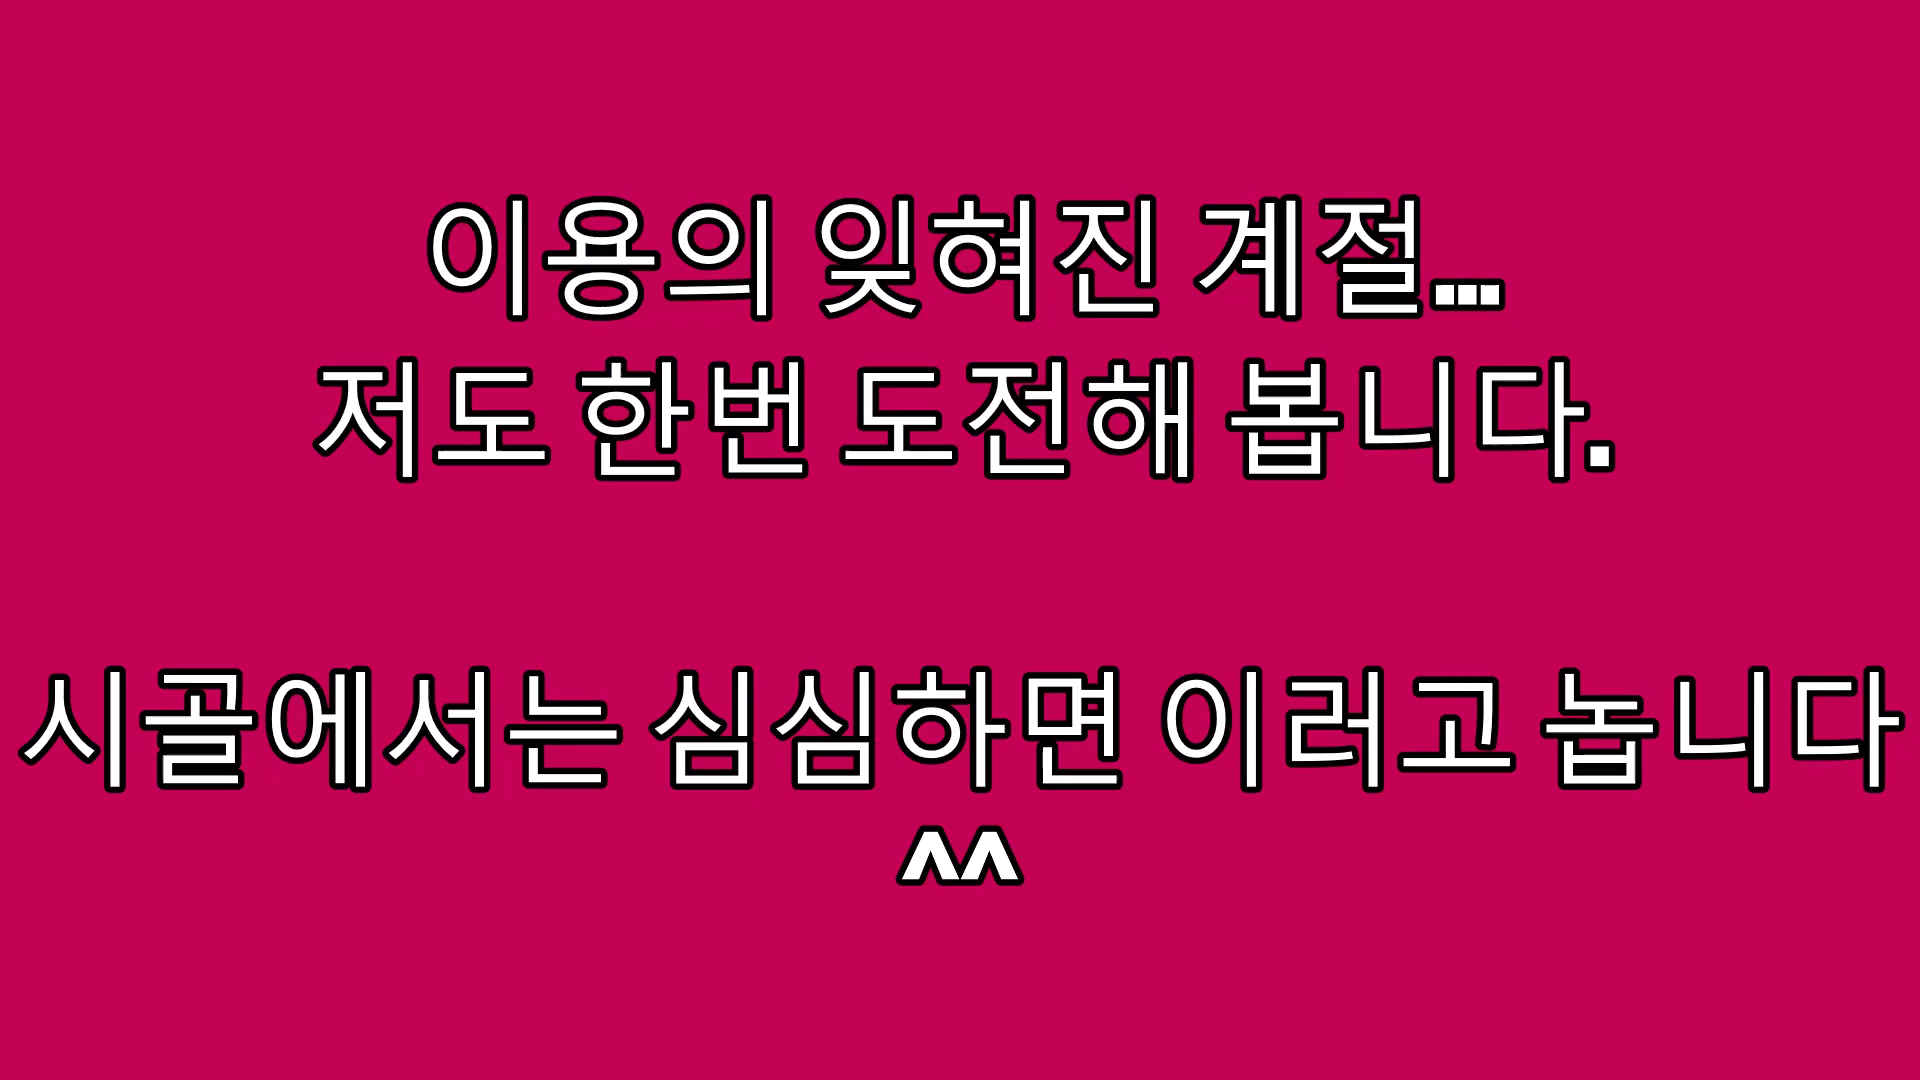 이용의 잊혀진 계절...
저도 한번 도전해 봅니다.
시골에서는 심심하면 이러고 놉니다
^^